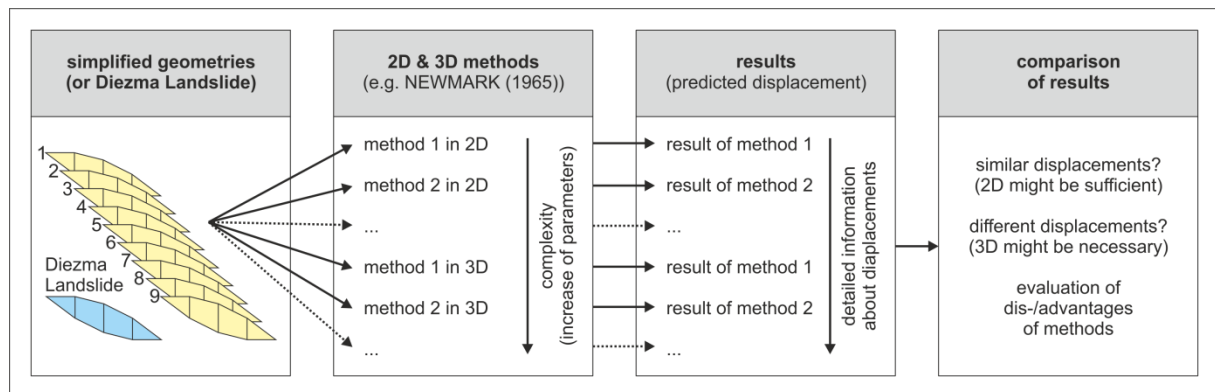 simplified geometries
(or Diezma Landslide)
1
2
3
4
5
6
7
8
9
Diezma
Landslide
2D & 3D methods
(e.g. NEWMARK (1965))
method 1 in 2D
method 2 in 2D
...
method 1 in 3D
method 2 in 3D
...
complexity
(increase of parameters)
results
(predicted displacement)
result of method 1
result of method 2
...
result of method 1
result of method 2
...
detailed information
about diaplacements
comparison
of results
similar displacements?
(2D might be sufficient)
different displacements?
(3D might be necessary)
evaluation of
dis-/advantages
of methods